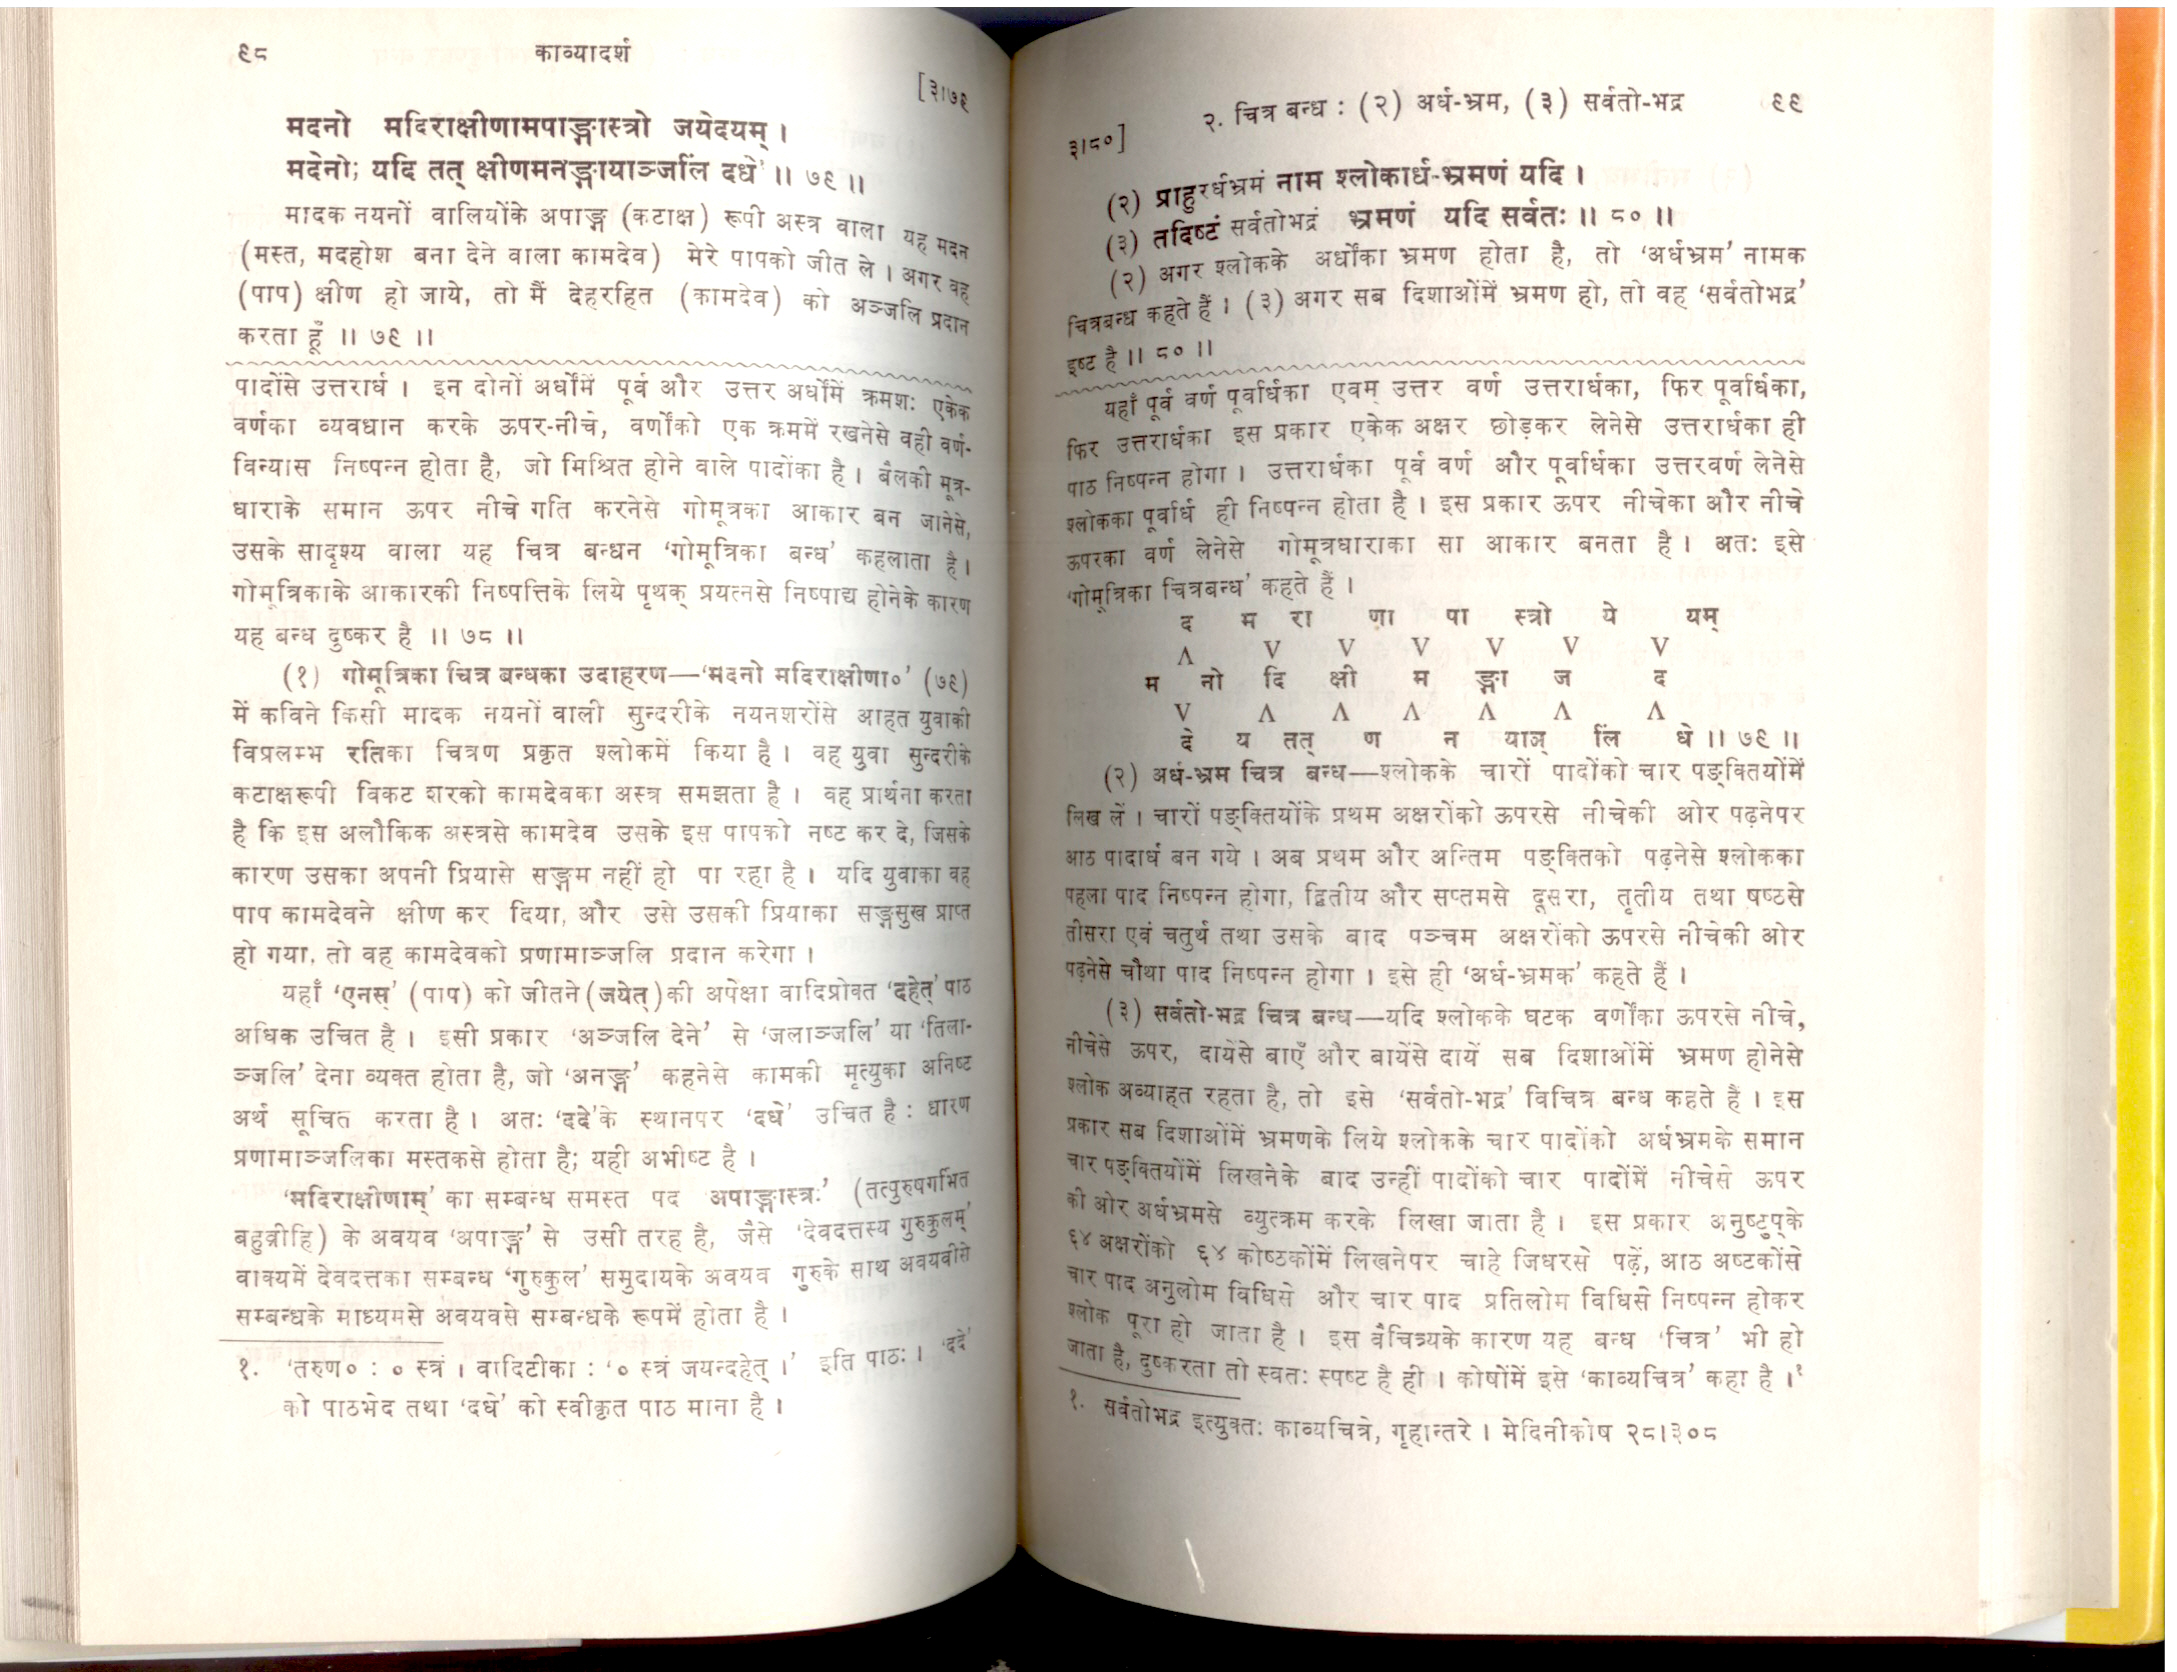 ९८ काव्यादर्श
[३।७९
मदनो मदिराक्षीणामपाङ्गास्त्रो जयेदयम् ।
मदेनो; यदि तत् क्षीणमनङ्गायाञ्जलिं दधे' ॥ ७९ ॥
मादक नयनों वालियोंके अपाङ्ग (कटाक्ष) रूपी अस्त्र वाला यह मदन
(मस्त, मदहोश बना देने वाला कामदेव) मेरे पापको जीत ले । अगर वह
(पाप) क्षीण हो जाये, तो मैं देहरहित (कामदेव) को अञ्जलि प्रदान
करता हूँ ॥ ७९ ॥
पादोंसे उत्तरार्ध । इन दोनों अर्धोंमें पूर्व और उत्तर अर्धोंमें क्रमशः एकेक
वर्णका व्यवधान करके ऊपर-नीचे, वर्णोंको एक क्रममें रखनेसे वही वर्ण-
विन्यास निष्पन्न होता है, जो मिश्रित होने वाले पादोंका है । बैलकी मूत्र-
धाराके समान ऊपर नीचे गति करनेसे गोमूत्रका आकार बन जानेसे,
उसके सादृश्य वाला यह चित्र बन्धन ‘गोमूत्रिका बन्ध’ कहलाता है ।
गोमूत्रिकाके आकारकी निष्पत्तिके लिये पृथक् प्रयत्नसे निष्पाद्य होनेके कारण
यह बन्ध दुष्कर है ॥ ७८ ॥
(१) गोमूत्रिका चित्र बन्धका उदाहरण—‘मदनो मदिराक्षीणा०’ (७९)
में कविने किसी मादक नयनों वाली सुन्दरीके नयनशरोंसे आहत युवाकी
विप्रलम्भ रतिका चित्रण प्रकृत श्लोकमें किया है । वह युवा सुन्दरीके
कटाक्षरूपी विकट शरको कामदेवका अस्त्र समझता है । वह प्रार्थना करता
है कि इस अलौकिक अस्त्रसे कामदेव उसके इस पापको नष्ट कर दे, जिसके
कारण उसका अपनी प्रियासे सङ्गम नहीं हो पा रहा है । यदि युवाका वह
पाप कामदेवने क्षीण कर दिया, और उसे उसकी प्रियाका सङ्गसुख प्राप्त
हो गया, तो वह कामदेवको प्रणामाञ्जलि प्रदान करेगा ।
यहाँ ‘एनस्’ (पाप) को जीतने (जयेत्) की अपेक्षा वादिप्रोक्त ‘दहेत्’ पाठ
अधिक उचित है । इसी प्रकार ‘अञ्जलि देने’ से ‘जलाञ्जलि’ या ‘तिला-
ञ्जलि’ देना व्यक्त होता है, जो ‘अनङ्ग’ कहनेसे कामकी मृत्युका अनिष्ट
अर्थ सूचित करता है । अतः ‘ददे’के स्थानपर ‘दधे’ उचित है : धारण
प्रणामाञ्जलिका मस्तकसे होता है; यही अभीष्ट है ।
‘मदिराक्षीणाम्’ का सम्बन्ध समस्त पद अपाङ्गास्त्रः’ (तत्पुरुषगर्भित
बहुव्रीहि) के अवयव ‘अपाङ्ग’ से उसी तरह है, जैसे ‘देवदत्तस्य गुरुकुलम्’
वाक्यमें देवदत्तका सम्बन्ध ‘गुरुकुल’ समुदायके अवयव गुरुके साथ अवयवीसे
सम्बन्धके माध्यमसे अवयवसे सम्बन्धके रूपमें होता है ।
१. ‘तरुण० : ० स्त्रं । वादिटीका : ‘० स्त्रं जयन्दहेत् ।’ इति पाठः । ‘ददे’
को पाठभेद तथा ‘दधे’ को स्वीकृत पाठ माना है ।
२. चित्र बन्ध : (२) अर्ध-भ्रम, (३) सर्वतो-भद्र ९९
३।८०]
(२) प्राहुरर्धभ्रमं नाम श्लोकार्ध-भ्रमणं यदि ।
(३) तदिष्टं सर्वतोभद्रं भ्रमणं यदि सर्वतः ॥ ८० ॥
(२) अगर श्लोकके अर्धोंका भ्रमण होता है, तो ‘अर्धभ्रम’ नामक
चित्रबन्ध कहते हैं । (३) अगर सब दिशाओंमें भ्रमण हो, तो वह ‘सर्वतोभद्र’
इष्ट है ॥ ८० ॥
यहाँ पूर्व वर्ण पूर्वार्धका एवम् उत्तर वर्ण उत्तरार्धका, फिर पूर्वार्धका,
फिर उत्तरार्धका इस प्रकार एकेक अक्षर छोड़कर लेनेसे उत्तरार्धका ही
पाठ निष्पन्न होगा । उत्तरार्धका पूर्व वर्ण और पूर्वार्धका उत्तरवर्ण लेनेसे
श्लोकका पूर्वार्ध ही निष्पन्न होता है । इस प्रकार ऊपर नीचेका और नीचे
ऊपरका वर्ण लेनेसे गोमूत्रधाराका सा आकार बनता है । अतः इसे
‘गोमूत्रिका चित्रबन्ध’ कहते हैं ।
द म रा णा पा स्त्रो ये यम्
Λ V V V V V V
म नो दि क्षी म ङ्गा ज द
V Λ Λ Λ Λ Λ Λ
दे य तत् ण न याञ् लिं धे ॥ ७९ ॥
(२) अर्ध-भ्रम चित्र बन्ध—श्लोकके चारों पादोंको चार पङ्क्तियोंमें
लिख लें । चारों पङ्क्तियोंके प्रथम अक्षरोंको ऊपरसे नीचेकी ओर पढ़नेपर
आठ पादार्ध बन गये । अब प्रथम और अन्तिम पङ्क्तिको पढ़नेसे श्लोकका
पहला पाद निष्पन्न होगा, द्वितीय और सप्तमसे दूसरा, तृतीय तथा षष्ठसे
तीसरा एवं चतुर्थ तथा उसके बाद पञ्चम अक्षरोंको ऊपरसे नीचेकी ओर
पढ़नेसे चौथा पाद निष्पन्न होगा । इसे ही ‘अर्ध-भ्रमक’ कहते हैं ।
(३) सर्वतो-भद्र चित्र बन्ध—यदि श्लोकके घटक वर्णोंका ऊपरसे नीचे,
नीचेसे ऊपर, दायेंसे बाएँ और बायेंसे दायें सब दिशाओंमें भ्रमण होनेसे
श्लोक अव्याहत रहता है, तो इसे ‘सर्वतो-भद्र’ विचित्र बन्ध कहते हैं । इस
प्रकार सब दिशाओंमें भ्रमणके लिये श्लोकके चार पादोंको अर्धभ्रमके समान
चार पङ्क्तियोंमें लिखनेके बाद उन्हीं पादोंको चार पादोंमें नीचेसे ऊपर
की ओर अर्धभ्रमसे व्युत्क्रम करके लिखा जाता है । इस प्रकार अनुष्टुप्के
६४ अक्षरोंको ६४ कोष्ठकोंमें लिखनेपर चाहे जिधरसे पढ़ें, आठ अष्टकोंसे
चार पाद अनुलोम विधिसे और चार पाद प्रतिलोम विधिसे निष्पन्न होकर
श्लोक पूरा हो जाता है । इस वैचित्र्यके कारण यह बन्ध ‘चित्र’ भी हो
जाता है, दुष्करता तो स्वतः स्पष्ट है ही । कोषोंमें इसे ‘काव्यचित्र’ कहा है ।१
१. सर्वतोभद्र इत्युक्तः काव्यचित्रे, गृहान्तरे । मेदिनीकोष २८।३०८